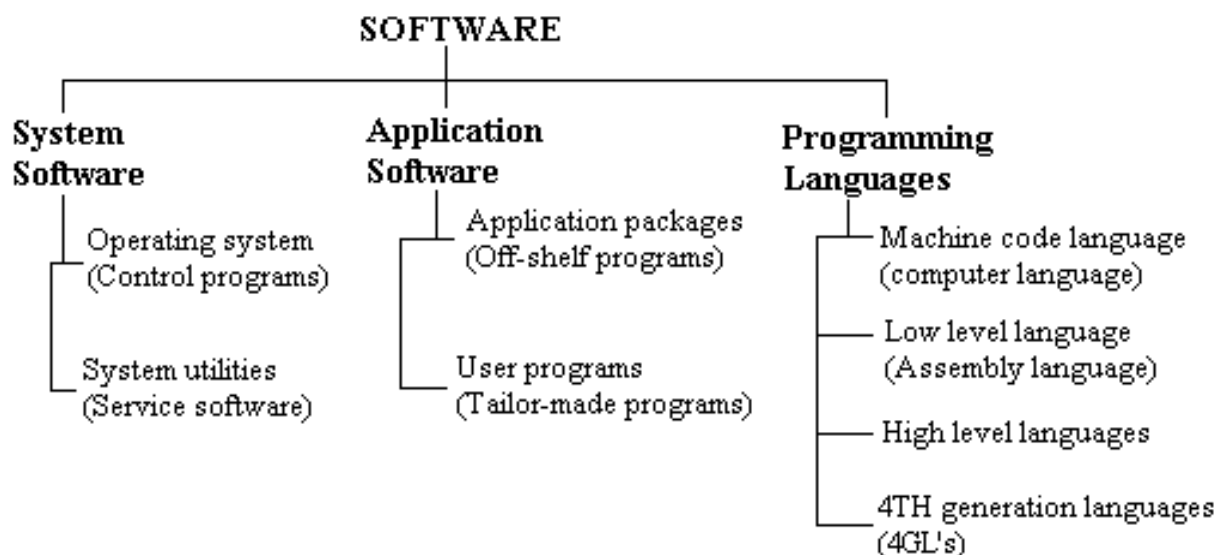 SOFTWARE
System
Software
Operating system
(Control programs)
System utilities
(Service software)
Application
Software
Application packages
(Off-shelf programs)
User programs
(Tailor-made programs)
Programming
Languages
Machine code language
(computer language)
Low level language
(Assembly language)
High level languages
4TH generation languages
(4GL's)